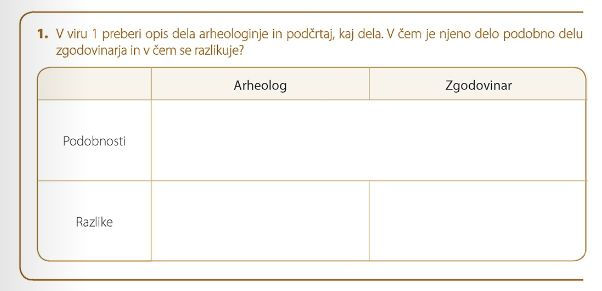 1. V viru 1 preberi opis dela arheologinje in podčrtaj, kaj dela. V čem je njeno delo podobno delu
zgodovinarja in v čem se razlikuje?
Arheolog Zgodovinar
Podobnosti
Razlike